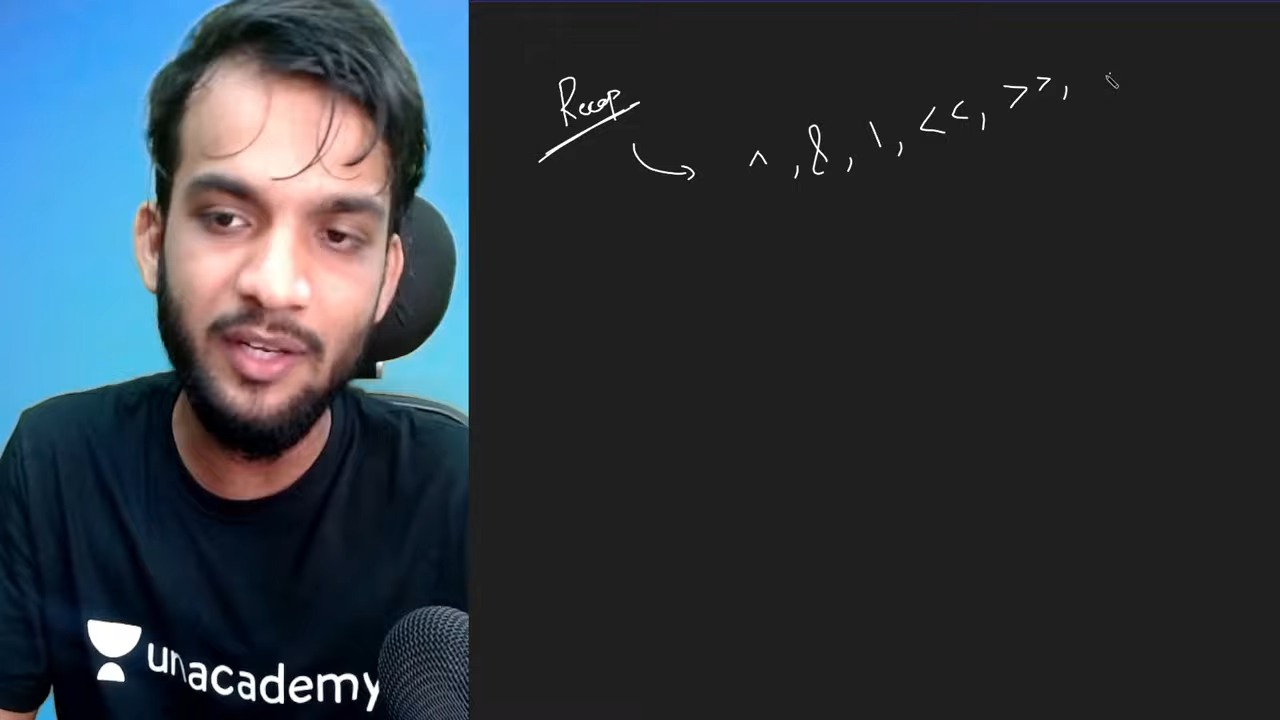 Recap
^, &, |, <<, >>,
unacademy